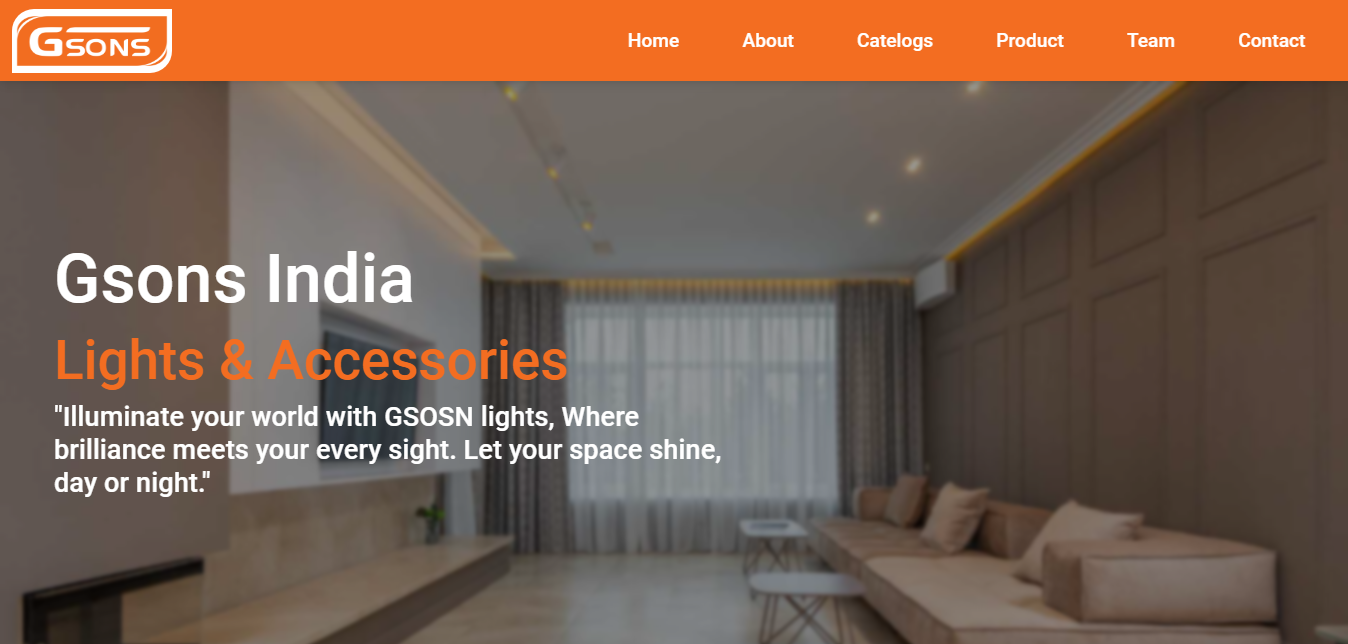 GSONS
Home About Catelogs Product Team Contact
Gsons India
Lights & Accessories
"Illuminate your world with GSOSN lights, Where
brilliance meets your every sight. Let your space shine,
day or night."